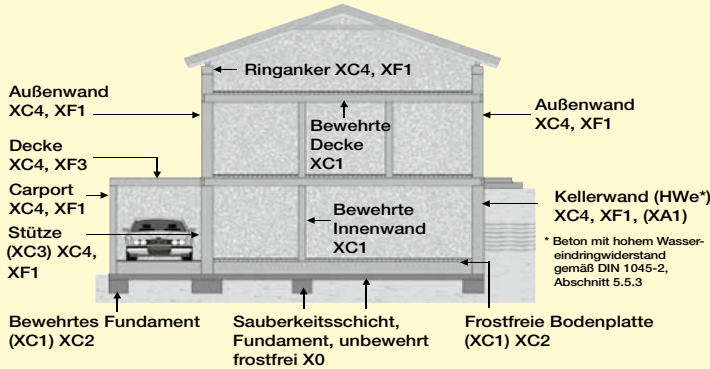 Ringanker XC4, XF1
Außenwand
XC4, XF1
Außenwand
XC4, XF1
Bewehrte
Decke
XC1
Decke
XC4, XF3
Carport
XC4, XF1
Stütze
(XC3) XC4,
XF1
Bewehrte
Innenwand
XC1
Kellerwand (HWe*)
XC4, XF1, (XA1)
* Beton mit hohem Wasser-
eindringwiderstand
gemäß DIN 1045-2,
Abschnitt 5.5.3
Bewehrtes Fundament
(XC1) XC2
Sauberkeitsschicht,
Fundament, unbewehrt
frostfrei X0
Frostfreie Bodenplatte
(XC1) XC2